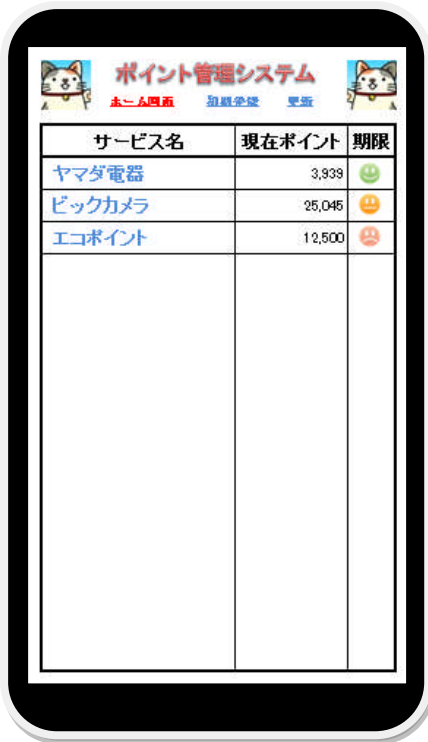 ポイント管理システム
ホーム画面 初期登録 更新
サービス名 現在ポイント 期限
ヤマダ電器 3,939
ビックカメラ 25,045
エコポイント 12,500